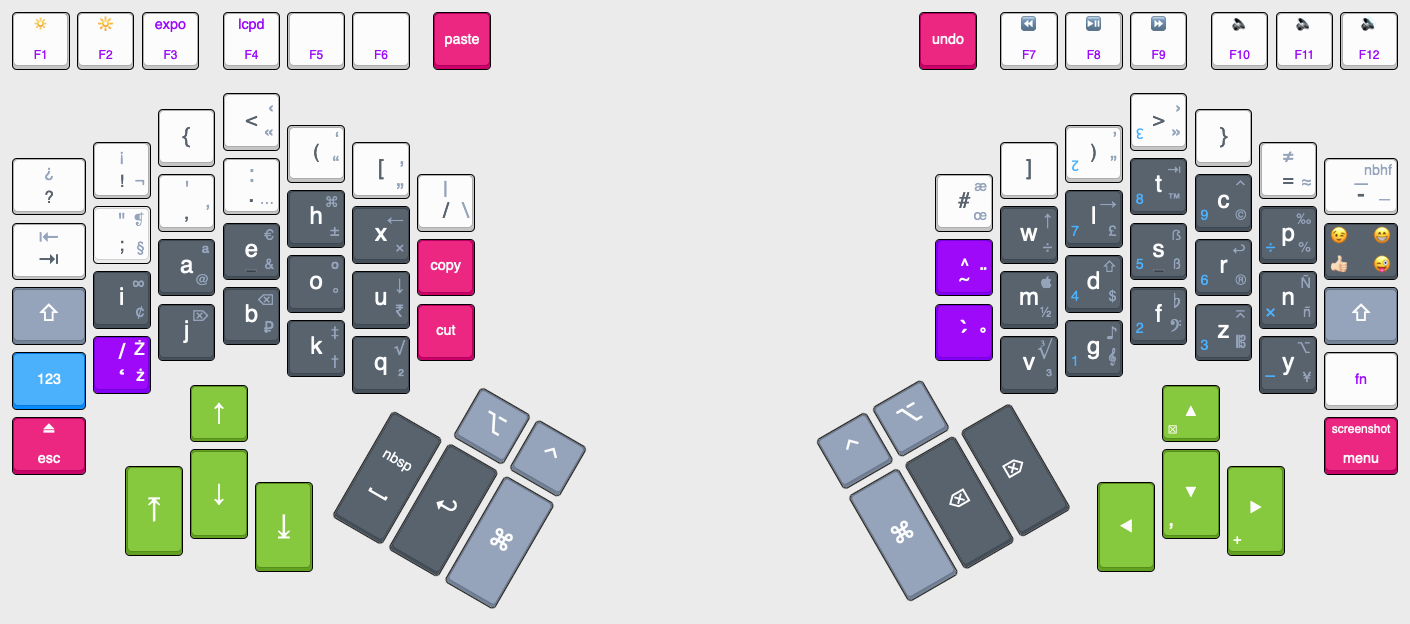 F1
F2
expo
F3
lcpd
F4
F5
F6
paste
undo
F7
F8
F9
F10
F11
F12
¿
?
¡
! ¬
{
‹
< «
‘
( “
‚
[ „
|
/ \
⇤
⇥
" ¶
; §
'
, ’
:
. …
h ⌘
±
x ←
×
copy
cut
⇧
i ∞
¢
a ª
@
e €
_ &
o º
°
u ↓
₹
123
/ Ż
‘ ż
j ⌦
b ⌫
₽
k ‡
†
q √
²
⏏
esc
↑
⤒
↓
⤓
nbsp
⌥
^
↩
⌘
# æ
œ
]
’
) ”
2
›
> »
3
}
≠
= ≈
nbhf
—
- –
^ ¨
~
w ↑
÷
l →
7 £
t ⇥
8 ™
c ^
9 ©
p ‰
÷ %
😉 😁
👍🏻 😜
` °
m
½
d ⇧
4 $
s ß
5 _ ß
r ↩
6 ®
n Ñ
× ñ
⇧
v ∛
³
g ♪
1 𝄞
f ♭
2 𝄢
z ⌅
3 𝄡
y ⌥
− ¥
fn
screenshot
menu
^
⌥
⌘
⌫
⌦
▲
⊠
◀
▼
,
▶
+